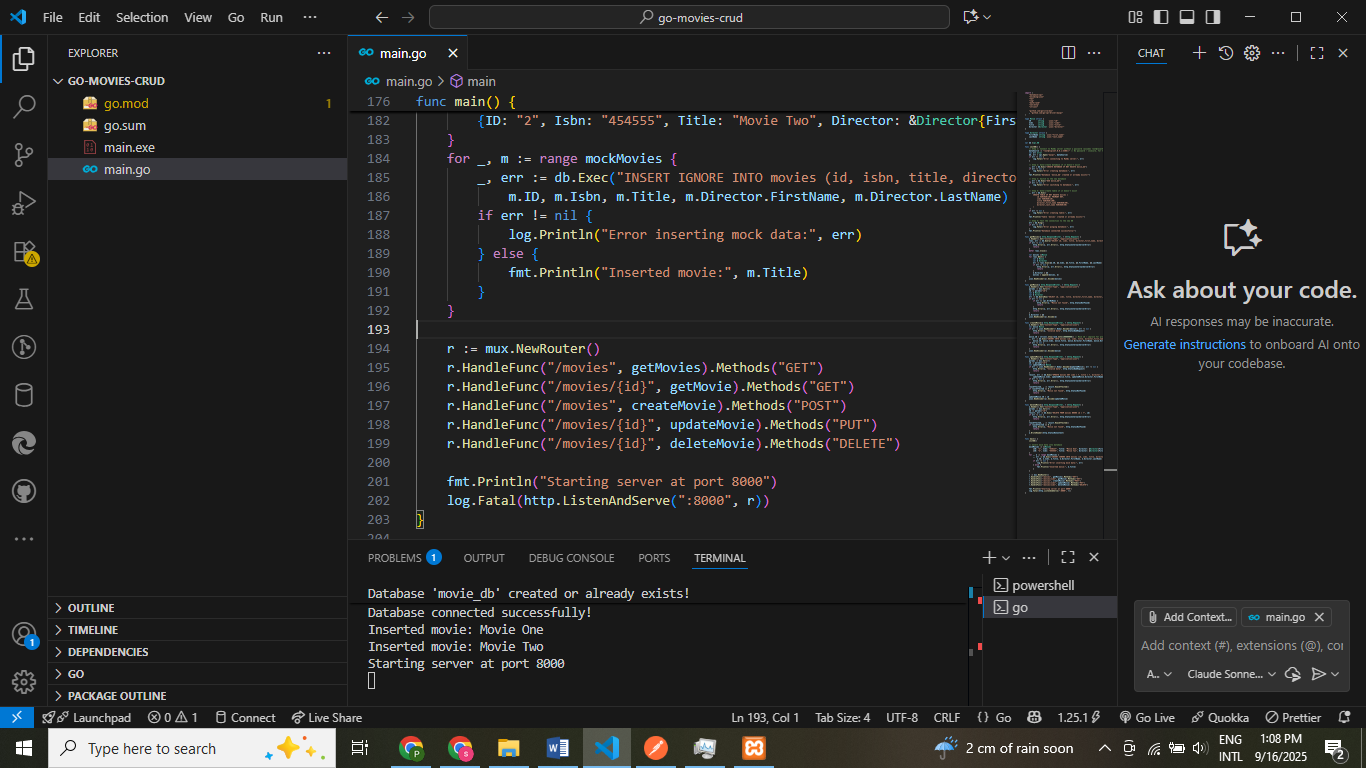 File Edit Selection View Go Run ···
go-movies-crud
EXPLORER
GO-MOVIES-CRUD
go.mod 1
go.sum
main.exe
main.go
OUTLINE
TIMELINE
DEPENDENCIES
GO
PACKAGE OUTLINE
main.go
main.go > main
176 func main() {
182 {ID: "2", Isbn: "454555", Title: "Movie Two", Director: &Director{Firs
183 }
184 for _, m := range mockMovies {
185 _, err := db.Exec("INSERT IGNORE INTO movies (id, isbn, title, directo
186 m.ID, m.Isbn, m.Title, m.Director.FirstName, m.Director.LastName)
187 if err != nil {
188 log.Println("Error inserting mock data:", err)
189 } else {
190 fmt.Println("Inserted movie:", m.Title)
191 }
192 }
193
194 r := mux.NewRouter()
195 r.HandleFunc("/movies", getMovies).Methods("GET")
196 r.HandleFunc("/movies/{id}", getMovie).Methods("GET")
197 r.HandleFunc("/movies", createMovie).Methods("POST")
198 r.HandleFunc("/movies/{id}", updateMovie).Methods("PUT")
199 r.HandleFunc("/movies/{id}", deleteMovie).Methods("DELETE")
200
201 fmt.Println("Starting server at port 8000")
202 log.Fatal(http.ListenAndServe(":8000", r))
203 }
204
PROBLEMS 1 OUTPUT DEBUG CONSOLE PORTS TERMINAL
Database 'movie_db' created or already exists!
Database connected successfully!
Inserted movie: Movie One
Inserted movie: Movie Two
Starting server at port 8000
powershell
go
CHAT
Ask about your code.
AI responses may be inaccurate.
Generate instructions to onboard AI onto
your codebase.
Add Context... main.go
Add context (#), extensions (@), cor
A.. Claude Sonne...
1
Launchpad 0 1 Connect Live Share Ln 193, Col 1 Tab Size: 4 UTF-8 CRLF {} Go 1.25.1 Go Live Quokka Prettier
Type here to search
2 cm of rain soon
ENG
INTL
1:08 PM
9/16/2025
2